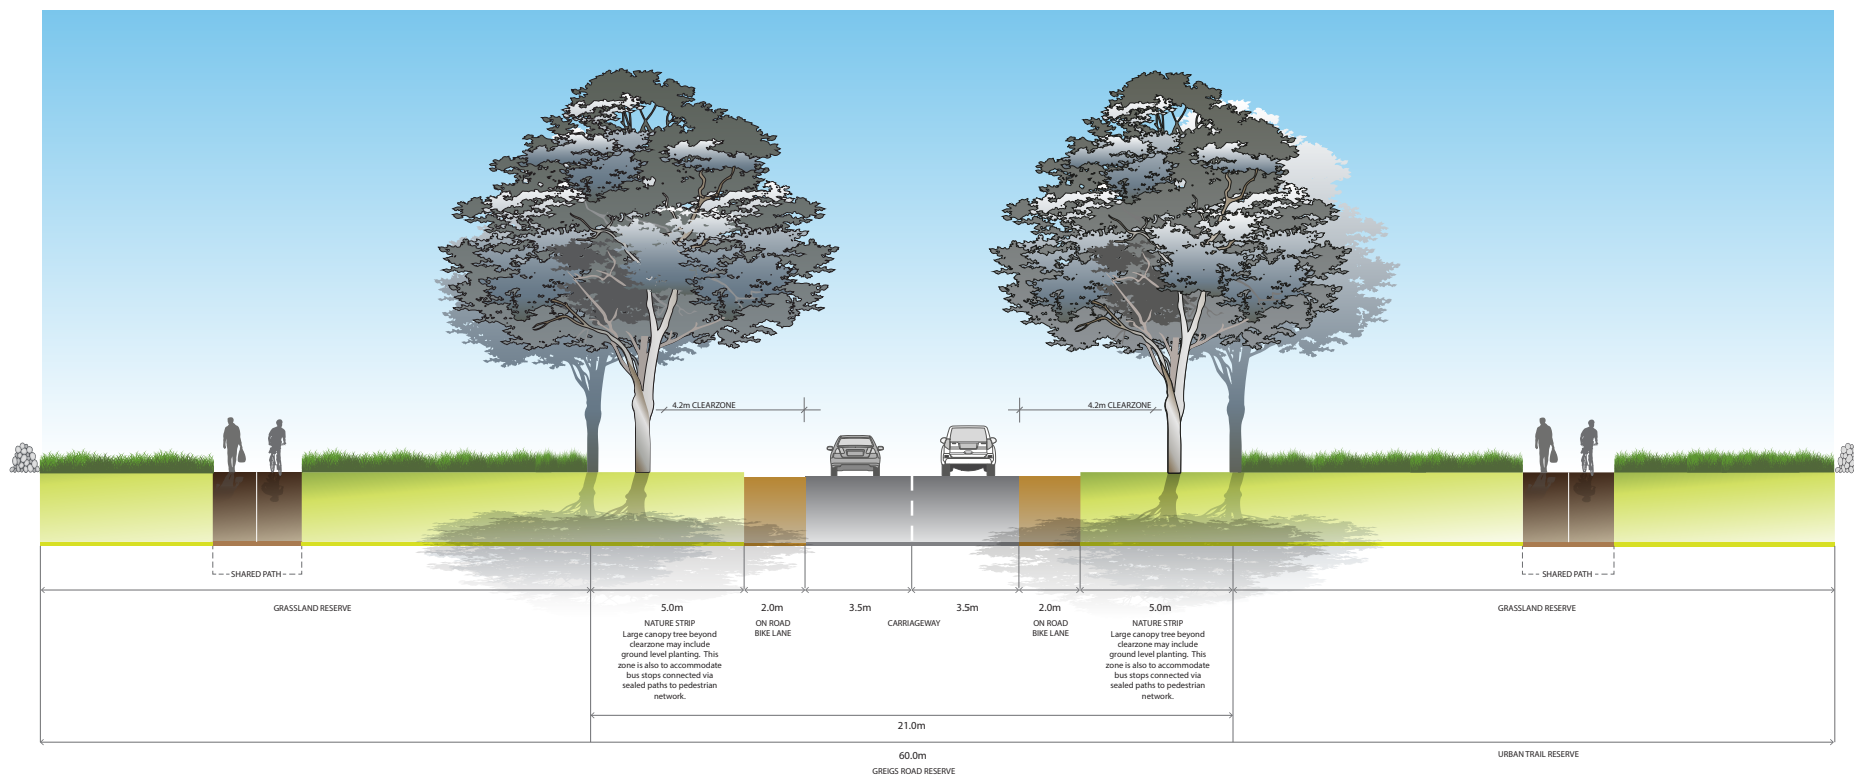 4.2m CLEARZONE
4.2m CLEARZONE
SHARED PATH
SHARED PATH
GRASSLAND RESERVE
5.0m
NATURE STRIP
Large canopy tree beyond
clearzone may include
ground level planting. This
zone is also to accommodate
bus stops connected via
sealed paths to pedestrian
network.
2.0m
ON ROAD
BIKE LANE
3.5m
3.5m
CARRIAGEWAY
2.0m
ON ROAD
BIKE LANE
5.0m
NATURE STRIP
Large canopy tree beyond
clearzone may include
ground level planting. This
zone is also to accommodate
bus stops connected via
sealed paths to pedestrian
network.
GRASSLAND RESERVE
21.0m
60.0m
GREIGS ROAD RESERVE
URBAN TRAIL RESERVE